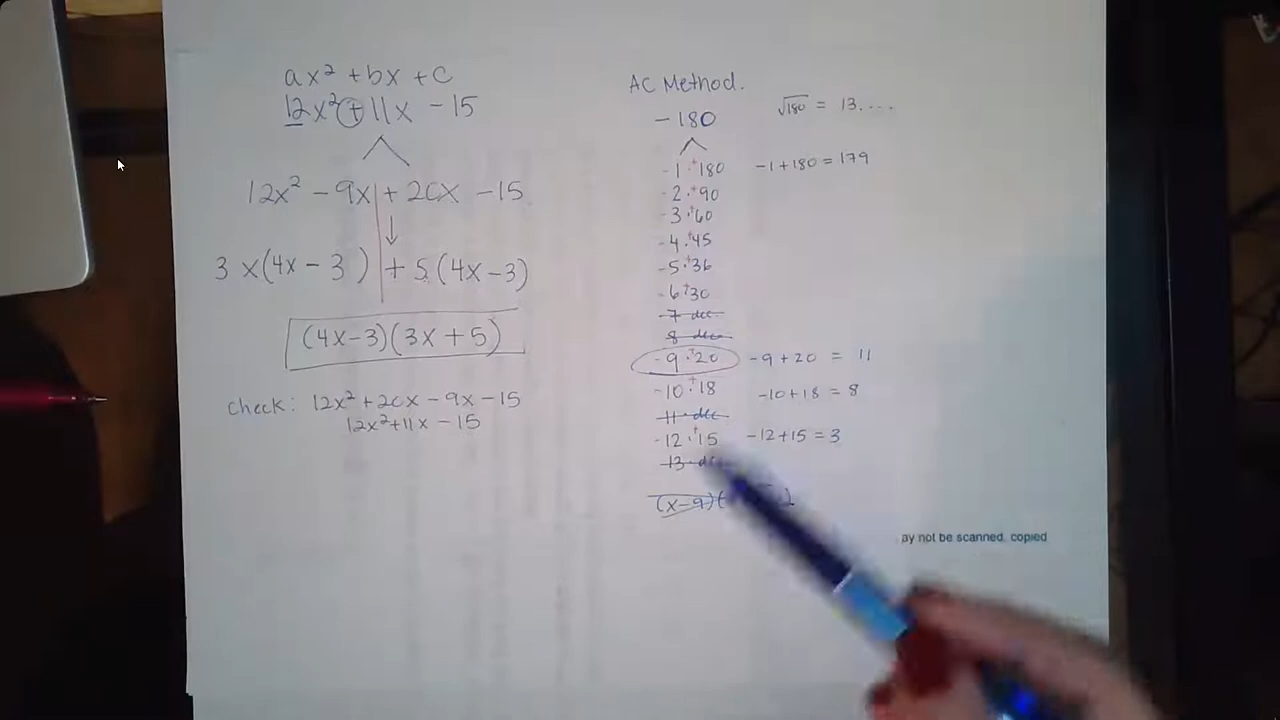 ax² + bx + c
12x² + 11x - 15
12x² - 9x + 20x - 15
3x(4x - 3) + 5(4x - 3)
(4x - 3)(3x + 5)
check: 12x² + 20x - 9x - 15
12x² + 11x - 15
AC Method.
-180
√180 = 13....
-1 · +180 -1 + 180 = 179
-2 · +90
-3 · +60
-4 · +45
-5 · +36
-6 · +30
-7 dec.
8 dec
-9 · +20 -9 + 20 = 11
-10 · +18 -10 + 18 = 8
11 · dec
-12 · +15 -12 + 15 = 3
13 · dec
(x - 9)(
ay not be scanned, copied